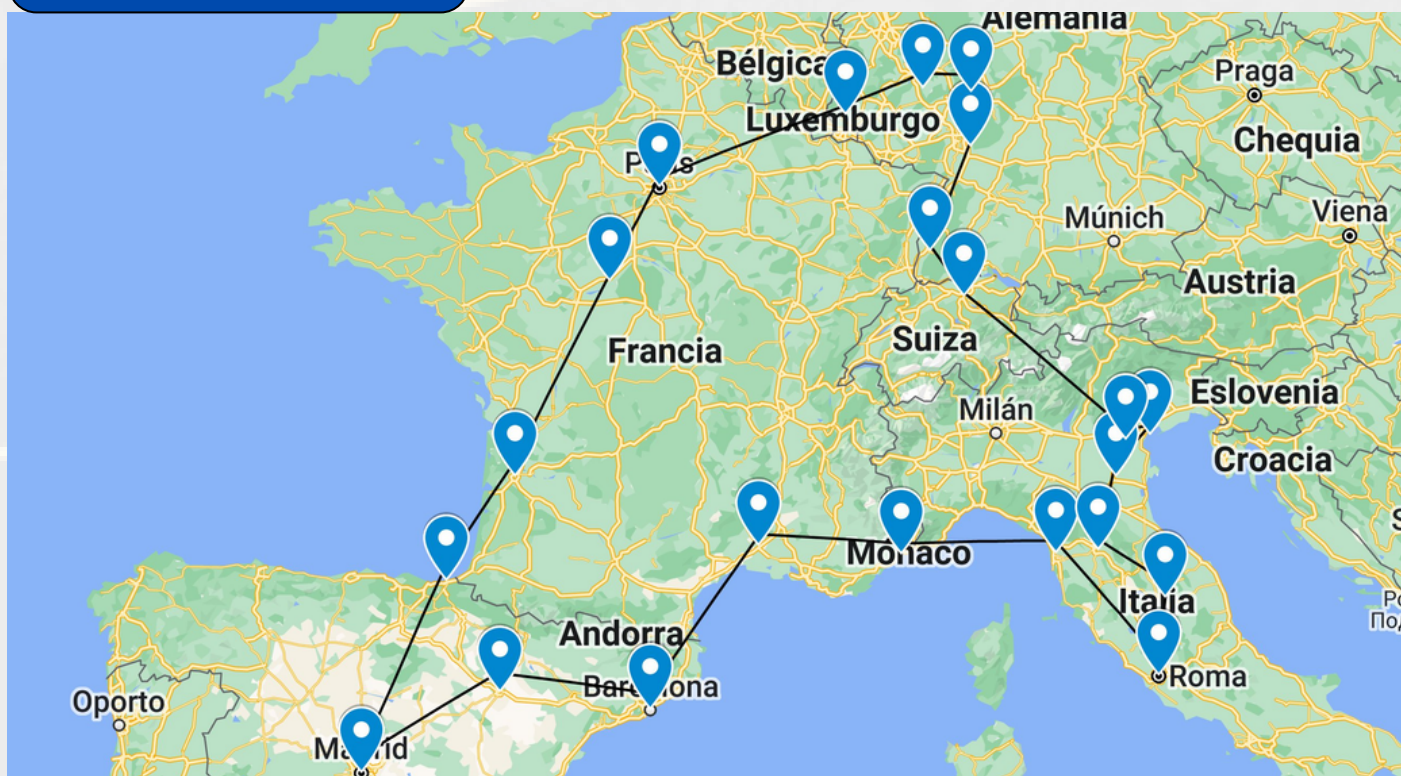 Alemania
Bélgica
Praga
Luxemburgo
Chequia
París
Múnich
Viena
Austria
Suiza
Francia
Eslovenia
Milán
Croacia
Mónaco
Italia
Andorra
Barcelona
Roma
Oporto
Madrid